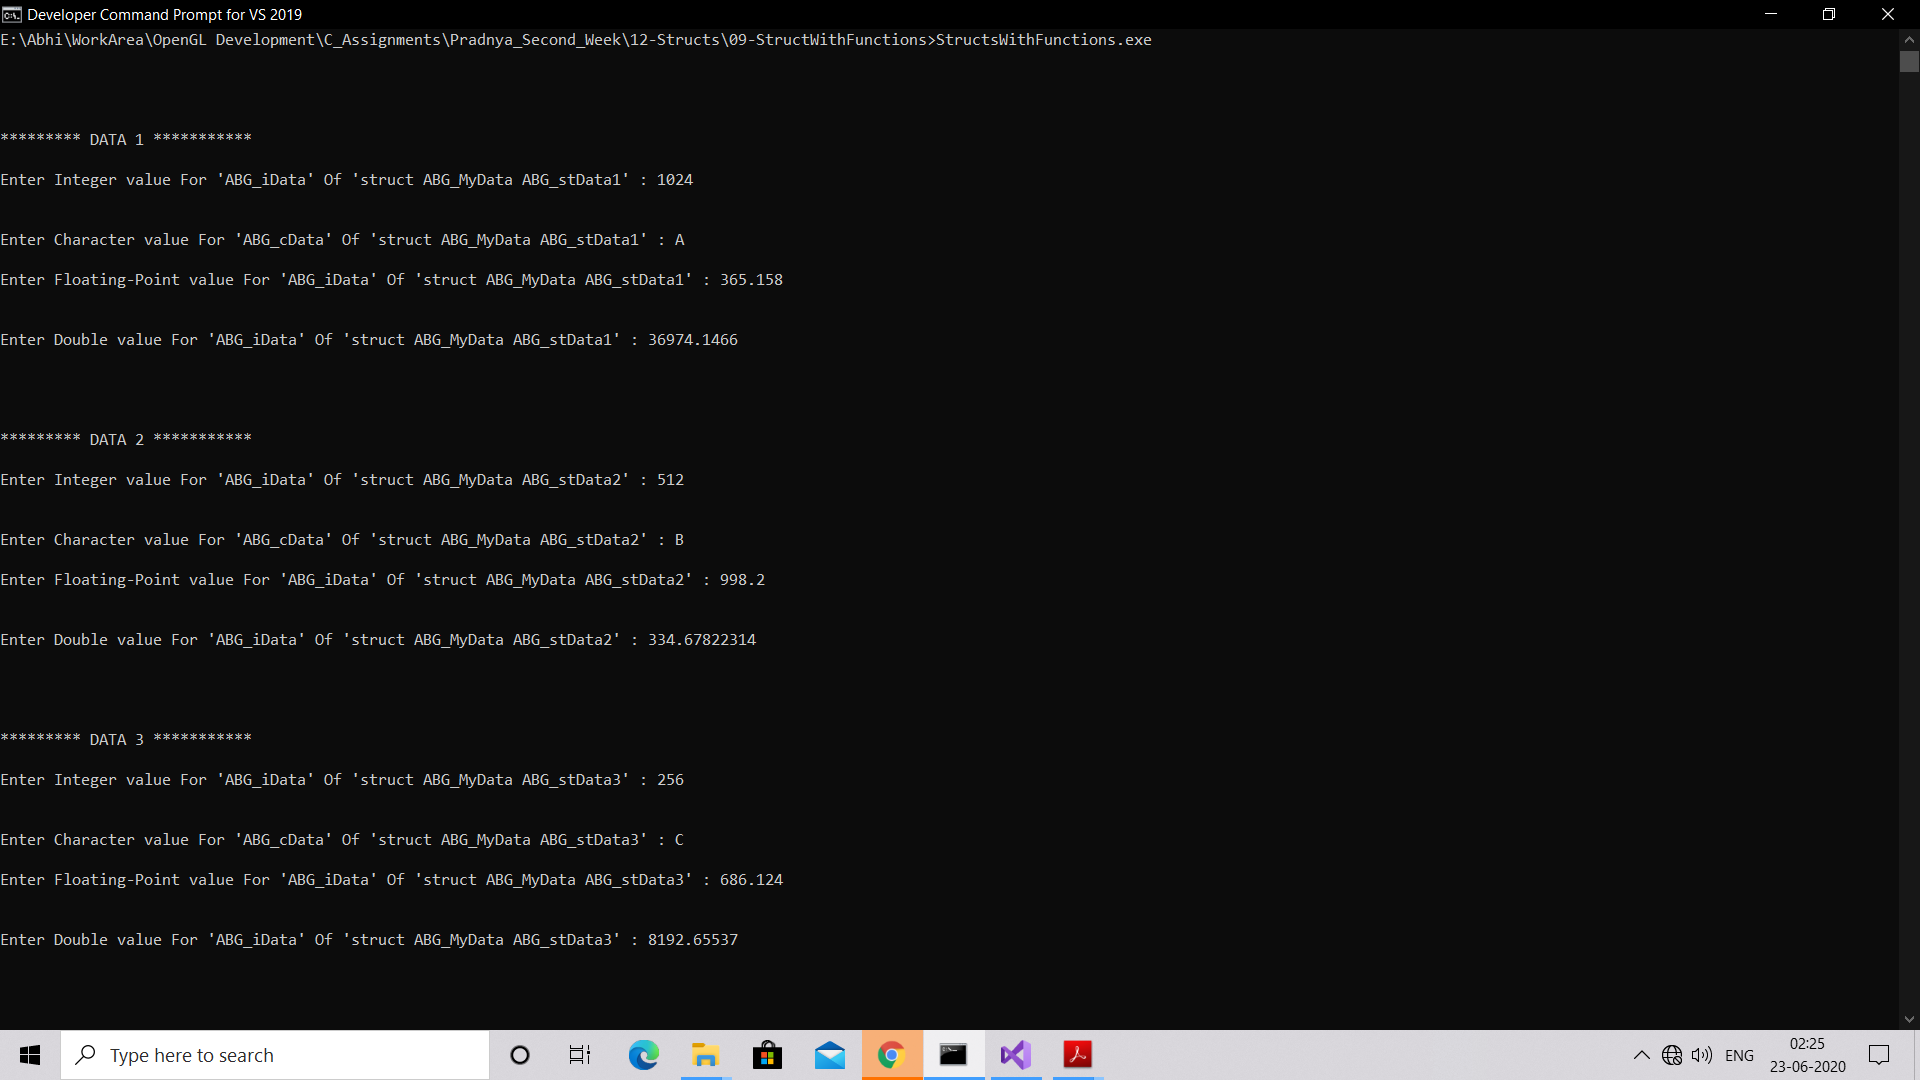 Developer Command Prompt for VS 2019
E:\Abhi\WorkArea\OpenGL Development\C_Assignments\Pradnya_Second_Week\12-Structs\09-StructWithFunctions>StructsWithFunctions.exe
********* DATA 1 ***********
Enter Integer value For 'ABG_iData' Of 'struct ABG_MyData ABG_stData1' : 1024
Enter Character value For 'ABG_cData' Of 'struct ABG_MyData ABG_stData1' : A
Enter Floating-Point value For 'ABG_iData' Of 'struct ABG_MyData ABG_stData1' : 365.158
Enter Double value For 'ABG_iData' Of 'struct ABG_MyData ABG_stData1' : 36974.1466
********* DATA 2 ***********
Enter Integer value For 'ABG_iData' Of 'struct ABG_MyData ABG_stData2' : 512
Enter Character value For 'ABG_cData' Of 'struct ABG_MyData ABG_stData2' : B
Enter Floating-Point value For 'ABG_iData' Of 'struct ABG_MyData ABG_stData2' : 998.2
Enter Double value For 'ABG_iData' Of 'struct ABG_MyData ABG_stData2' : 334.67822314
********* DATA 3 ***********
Enter Integer value For 'ABG_iData' Of 'struct ABG_MyData ABG_stData3' : 256
Enter Character value For 'ABG_cData' Of 'struct ABG_MyData ABG_stData3' : C
Enter Floating-Point value For 'ABG_iData' Of 'struct ABG_MyData ABG_stData3' : 686.124
Enter Double value For 'ABG_iData' Of 'struct ABG_MyData ABG_stData3' : 8192.65537
Type here to search
ENG
02:25
23-06-2020